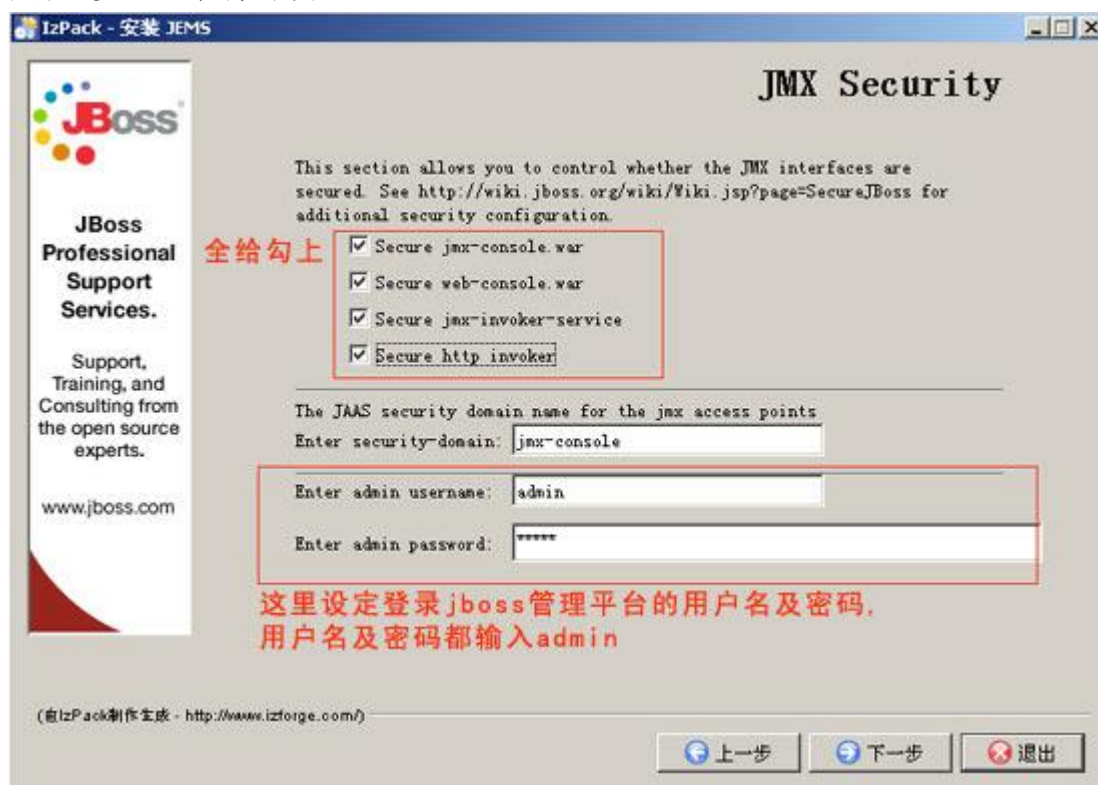 IzPack - 安装 JEMS
JMX Security
JBoss
JBoss
Professional
Support
Services.
Support,
Training, and
Consulting from
the open source
experts.
www.jboss.com
This section allows you to control whether the JMX interfaces are
secured. See http://wiki.jboss.org/wiki/Wiki.jsp?page=SecureJBoss for
additional security configuration.
全给勾上
Secure jmx-console.war
Secure web-console.war
Secure jmx-invoker-service
Secure http invoker
The JAAS security domain name for the jmx access points
Enter security-domain: jmx-console
Enter admin username: admin
Enter admin password: *****
这里设定登录jboss管理平台的用户名及密码,
用户名及密码都输入admin
(由IzPack制作生成 - http://www.izforge.com/)
上一步 下一步 退出